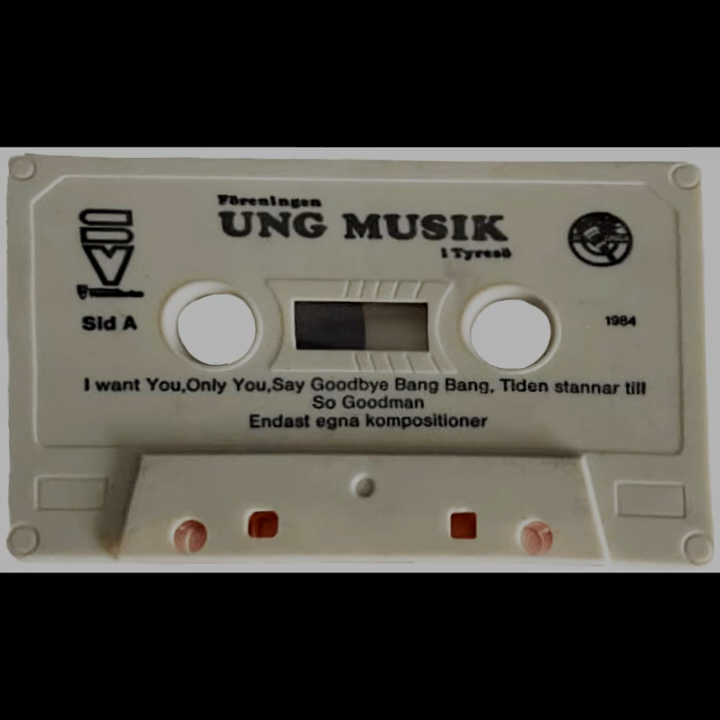 Föreningen
UNG MUSIK
i Tyresö
Sid A
1984
I want You,Only You,Say Goodbye Bang Bang, Tiden stannar till
So Goodman
Endast egna kompositioner